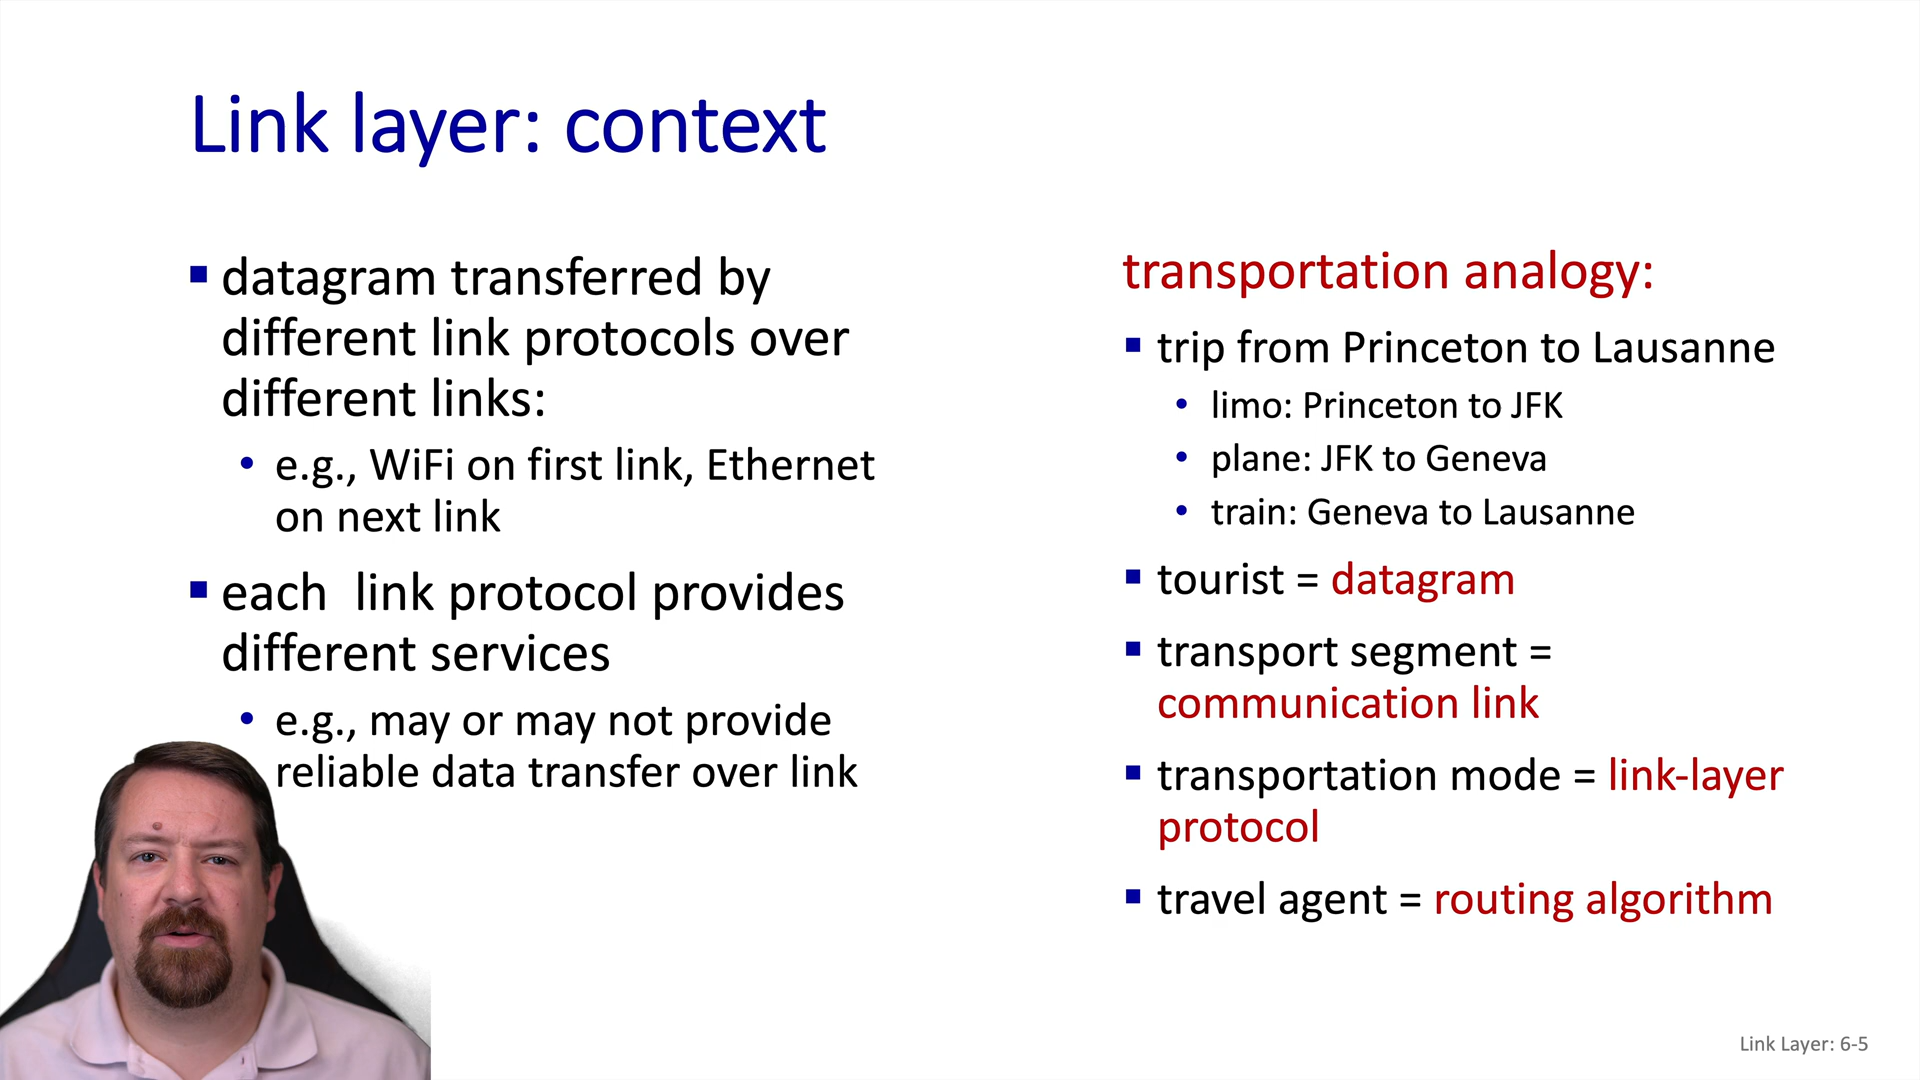 Link layer: context
datagram transferred by
different link protocols over
different links:
e.g., WiFi on first link, Ethernet
on next link
each link protocol provides
different services
e.g., may or may not provide
reliable data transfer over link
transportation analogy:
trip from Princeton to Lausanne
limo: Princeton to JFK
plane: JFK to Geneva
train: Geneva to Lausanne
tourist = datagram
transport segment =
communication link
transportation mode = link-layer
protocol
travel agent = routing algorithm
Link Layer: 6-5